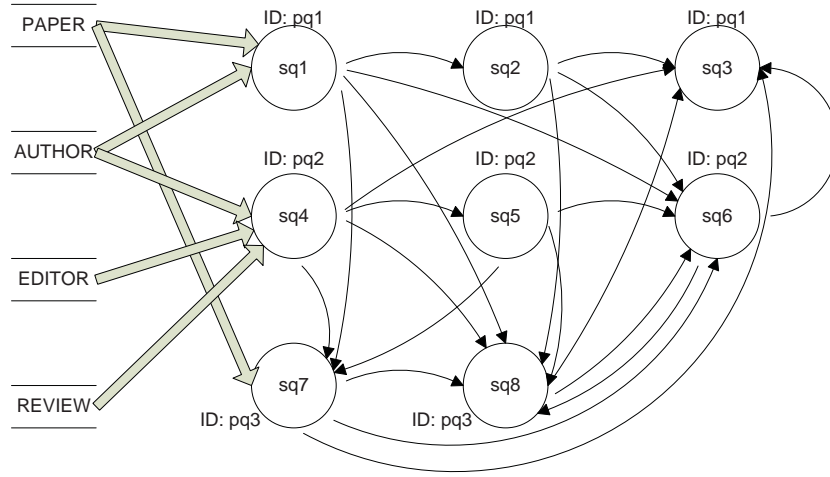 PAPER
ID: pq1
ID: pq1
ID: pq1
sq1
sq2
sq3
AUTHOR
ID: pq2
ID: pq2
ID: pq2
sq4
sq5
sq6
EDITOR
REVIEW
sq7
sq8
ID: pq3
ID: pq3